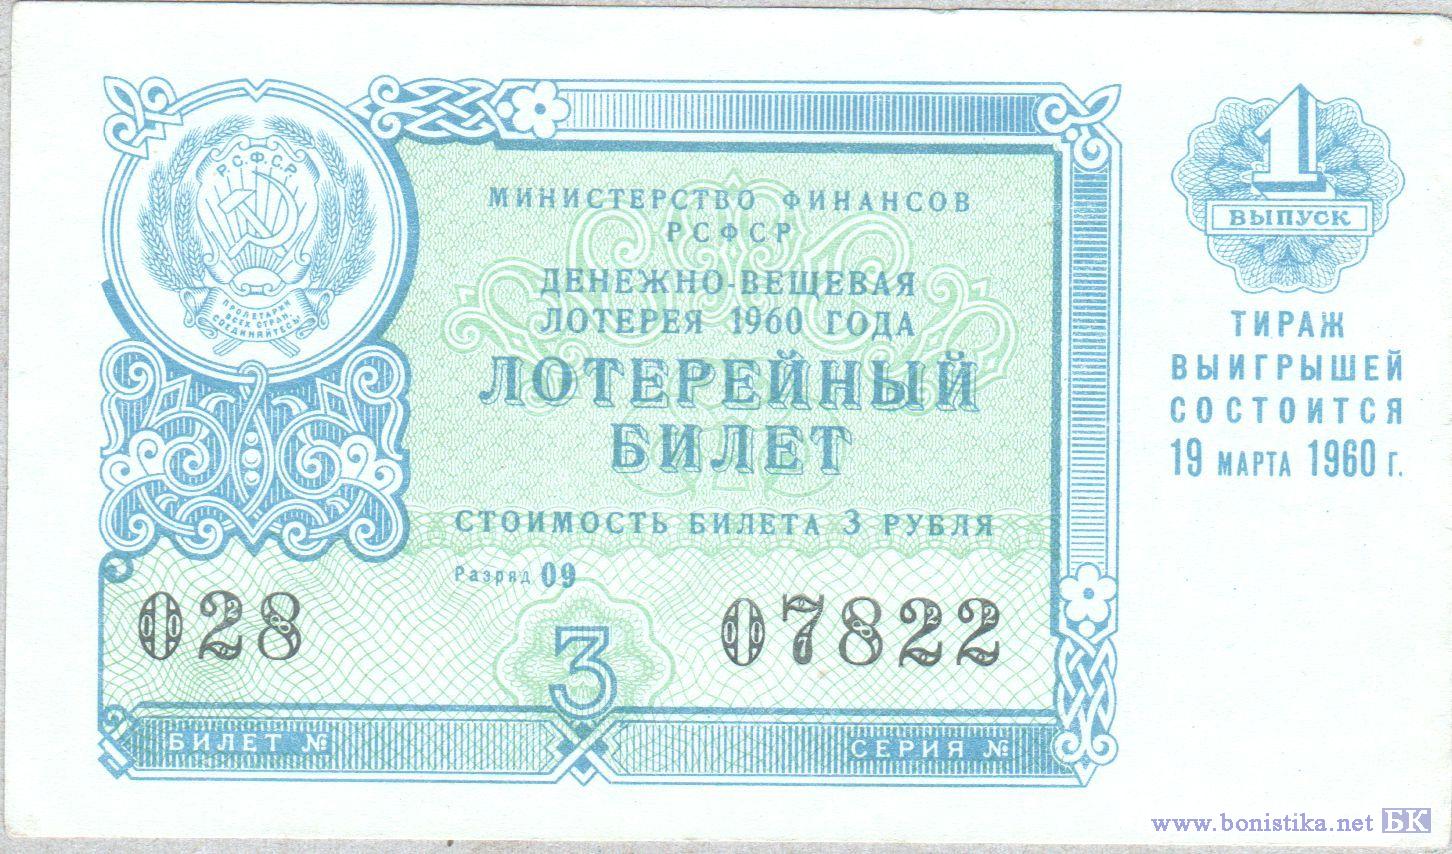 Р.С.Ф.С.Р.
ПРОЛЕТАРИИ
ВСЕХ СТРАН,
СОЕДИНЯЙТЕСЬ!
МИНИСТЕРСТВО ФИНАНСОВ
РСФСР
ДЕНЕЖНО-ВЕЩЕВАЯ
ЛОТЕРЕЯ 1960 ГОДА
ЛОТЕРЕЙНЫЙ
БИЛЕТ
СТОИМОСТЬ БИЛЕТА 3 РУБЛЯ
Разряд 09
028
07822
3
БИЛЕТ №
СЕРИЯ №
1
ВЫПУСК
ТИРАЖ
ВЫИГРЫШЕЙ
СОСТОИТСЯ
19 МАРТА 1960 Г.
www.bonistika.net БК